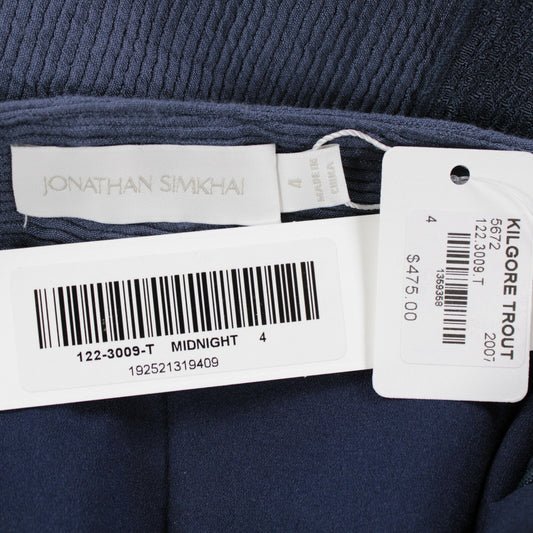 JONATHAN SIMKHAI
4
MADE IN
CHINA
122-3009-T MIDNIGHT 4
192521319409
KILGORE TROUT
5672 2007
122.3009.T
1359358
4
$475.00